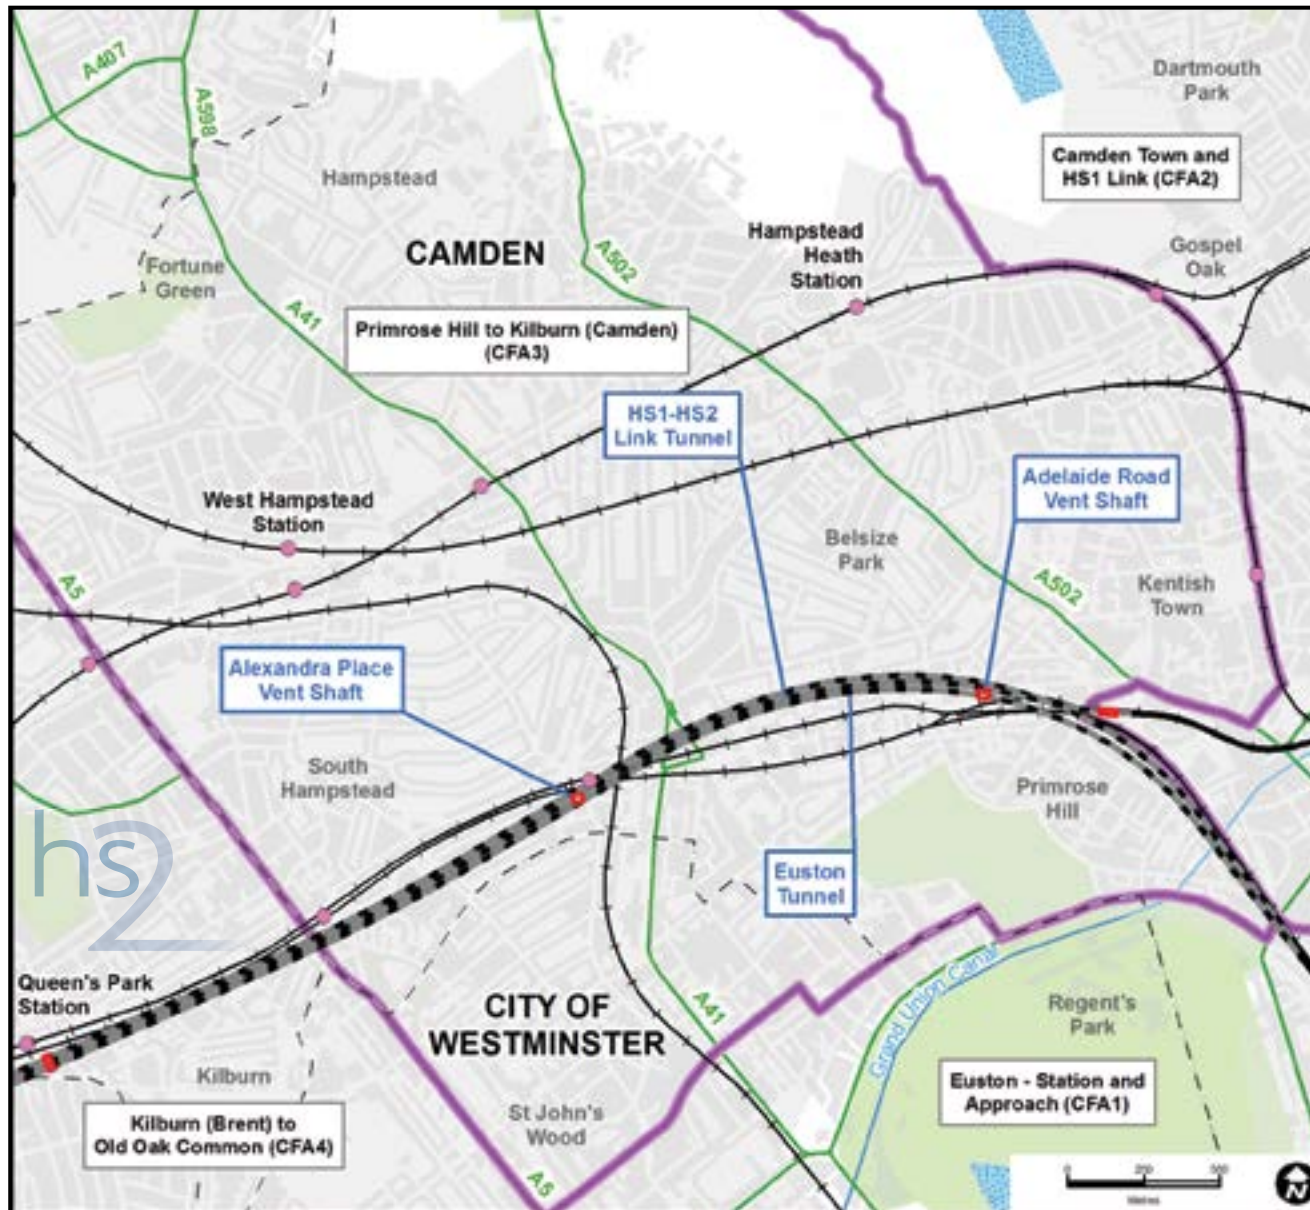 A407
A598
Dartmouth
Park
Camden Town and
HS1 Link (CFA2)
Hampstead
Hampstead
Heath
Station
Gospel
Oak
CAMDEN
A502
Fortune
Green
A41
Primrose Hill to Kilburn (Camden)
(CFA3)
HS1-HS2
Link Tunnel
Adelaide Road
Vent Shaft
West Hampstead
Station
Belsize
Park
A5
A502
Kentish
Town
Alexandra Place
Vent Shaft
South
Hampstead
Primrose
Hill
hs2
Euston
Tunnel
Queen's Park
Station
CITY OF
WESTMINSTER
A41
Grand Union Canal
Regent's
Park
Kilburn
Euston - Station and
Approach (CFA1)
Kilburn (Brent) to
Old Oak Common (CFA4)
St John's
Wood
A5
0
Metres
N